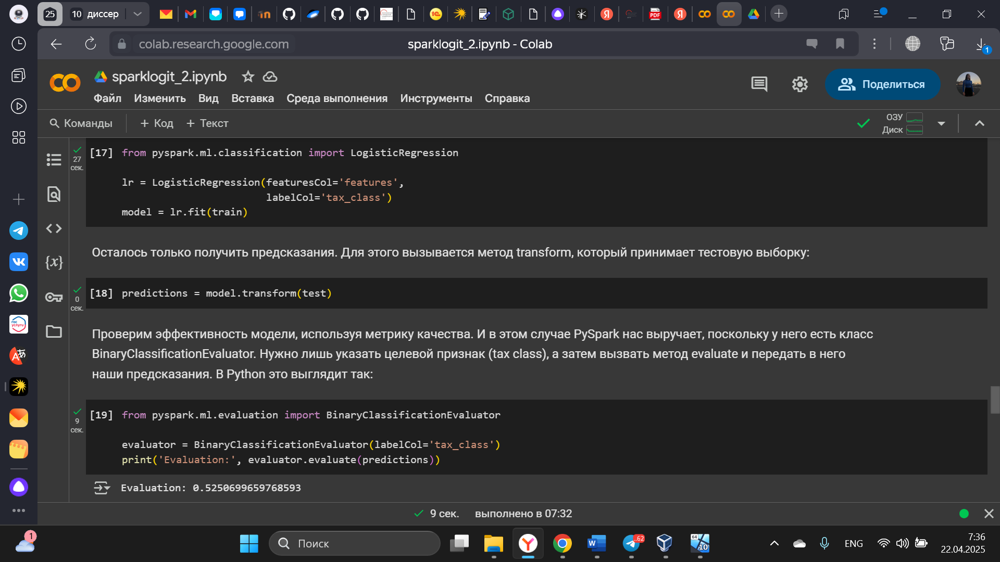 25
10 диссер
colab.research.google.com
sparklogit_2.ipynb - Colab
1
sparklogit_2.ipynb
Поделиться
Файл Изменить Вид Вставка Среда выполнения Инструменты Справка
Команды + Код + Текст
ОЗУ
Диск
27
сек.
[17] from pyspark.ml.classification import LogisticRegression
lr = LogisticRegression(featuresCol='features',
labelCol='tax_class')
model = lr.fit(train)
Осталось только получить предсказания. Для этого вызывается метод transform, который принимает тестовую выборку:
0
сек.
[18] predictions = model.transform(test)
Проверим эффективность модели, используя метрику качества. И в этом случае PySpark нас выручает, поскольку у него есть класс
BinaryClassificationEvaluator. Нужно лишь указать целевой признак (tax class), а затем вызвать метод evaluate и передать в него
наши предсказания. В Python это выглядит так:
9
сек.
[19] from pyspark.ml.evaluation import BinaryClassificationEvaluator
evaluator = BinaryClassificationEvaluator(labelCol='tax_class')
print('Evaluation:', evaluator.evaluate(predictions))
Evaluation: 0.5250699659768593
9 сек. выполнено в 07:32
1
Поиск
..62
64
10
ENG
7:36
22.04.2025